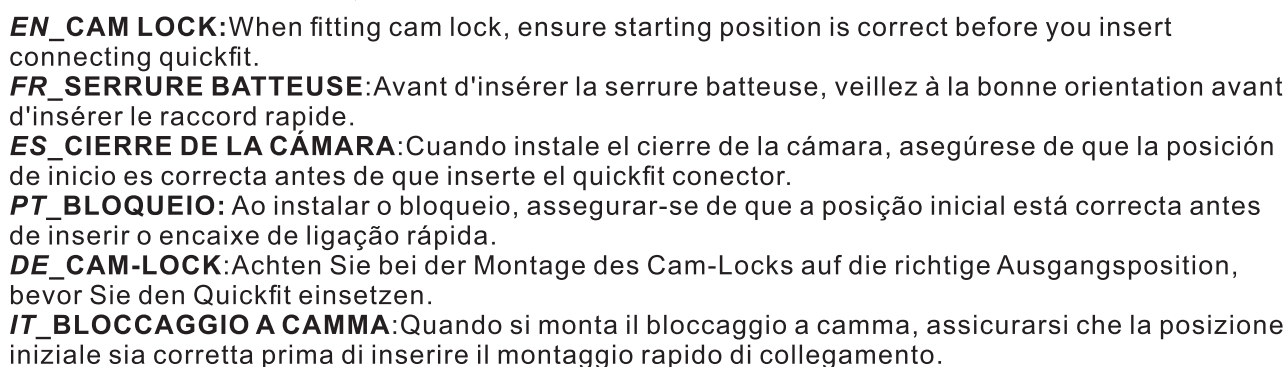 EN_CAM LOCK:When fitting cam lock, ensure starting position is correct before you insert
connecting quickfit.
FR_SERRURE BATTEUSE:Avant d'insérer la serrure batteuse, veillez à la bonne orientation avant
d'insérer le raccord rapide.
ES_CIERRE DE LA CÁMARA:Cuando instale el cierre de la cámara, asegúrese de que la posición
de inicio es correcta antes de que inserte el quickfit conector.
PT_BLOQUEIO: Ao instalar o bloqueio, assegurar-se de que a posição inicial está correcta antes
de inserir o encaixe de ligação rápida.
DE_CAM-LOCK:Achten Sie bei der Montage des Cam-Locks auf die richtige Ausgangsposition,
bevor Sie den Quickfit einsetzen.
IT_BLOCCAGGIO A CAMMA:Quando si monta il bloccaggio a camma, assicurarsi che la posizione
iniziale sia corretta prima di inserire il montaggio rapido di collegamento.